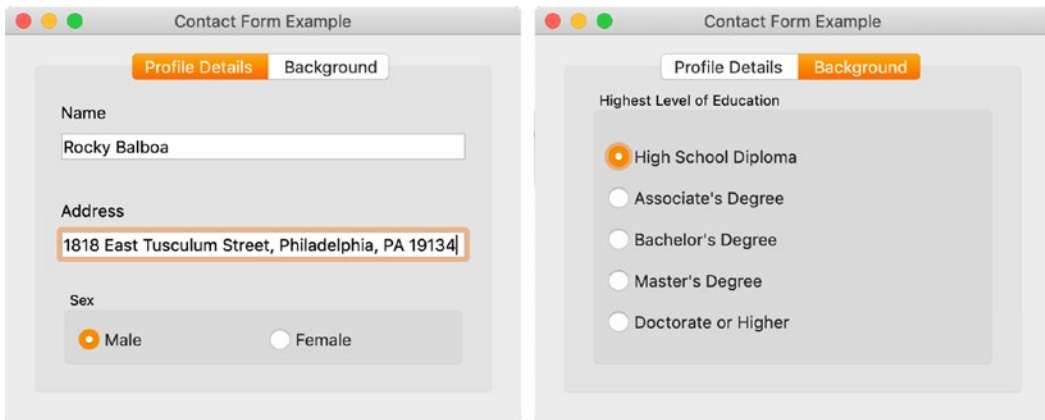 Contact Form Example
Profile Details Background
Name
Rocky Balboa
Address
1818 East Tusculum Street, Philadelphia, PA 19134
Sex
Male Female
Contact Form Example
Profile Details Background
Highest Level of Education
High School Diploma
Associate's Degree
Bachelor's Degree
Master's Degree
Doctorate or Higher